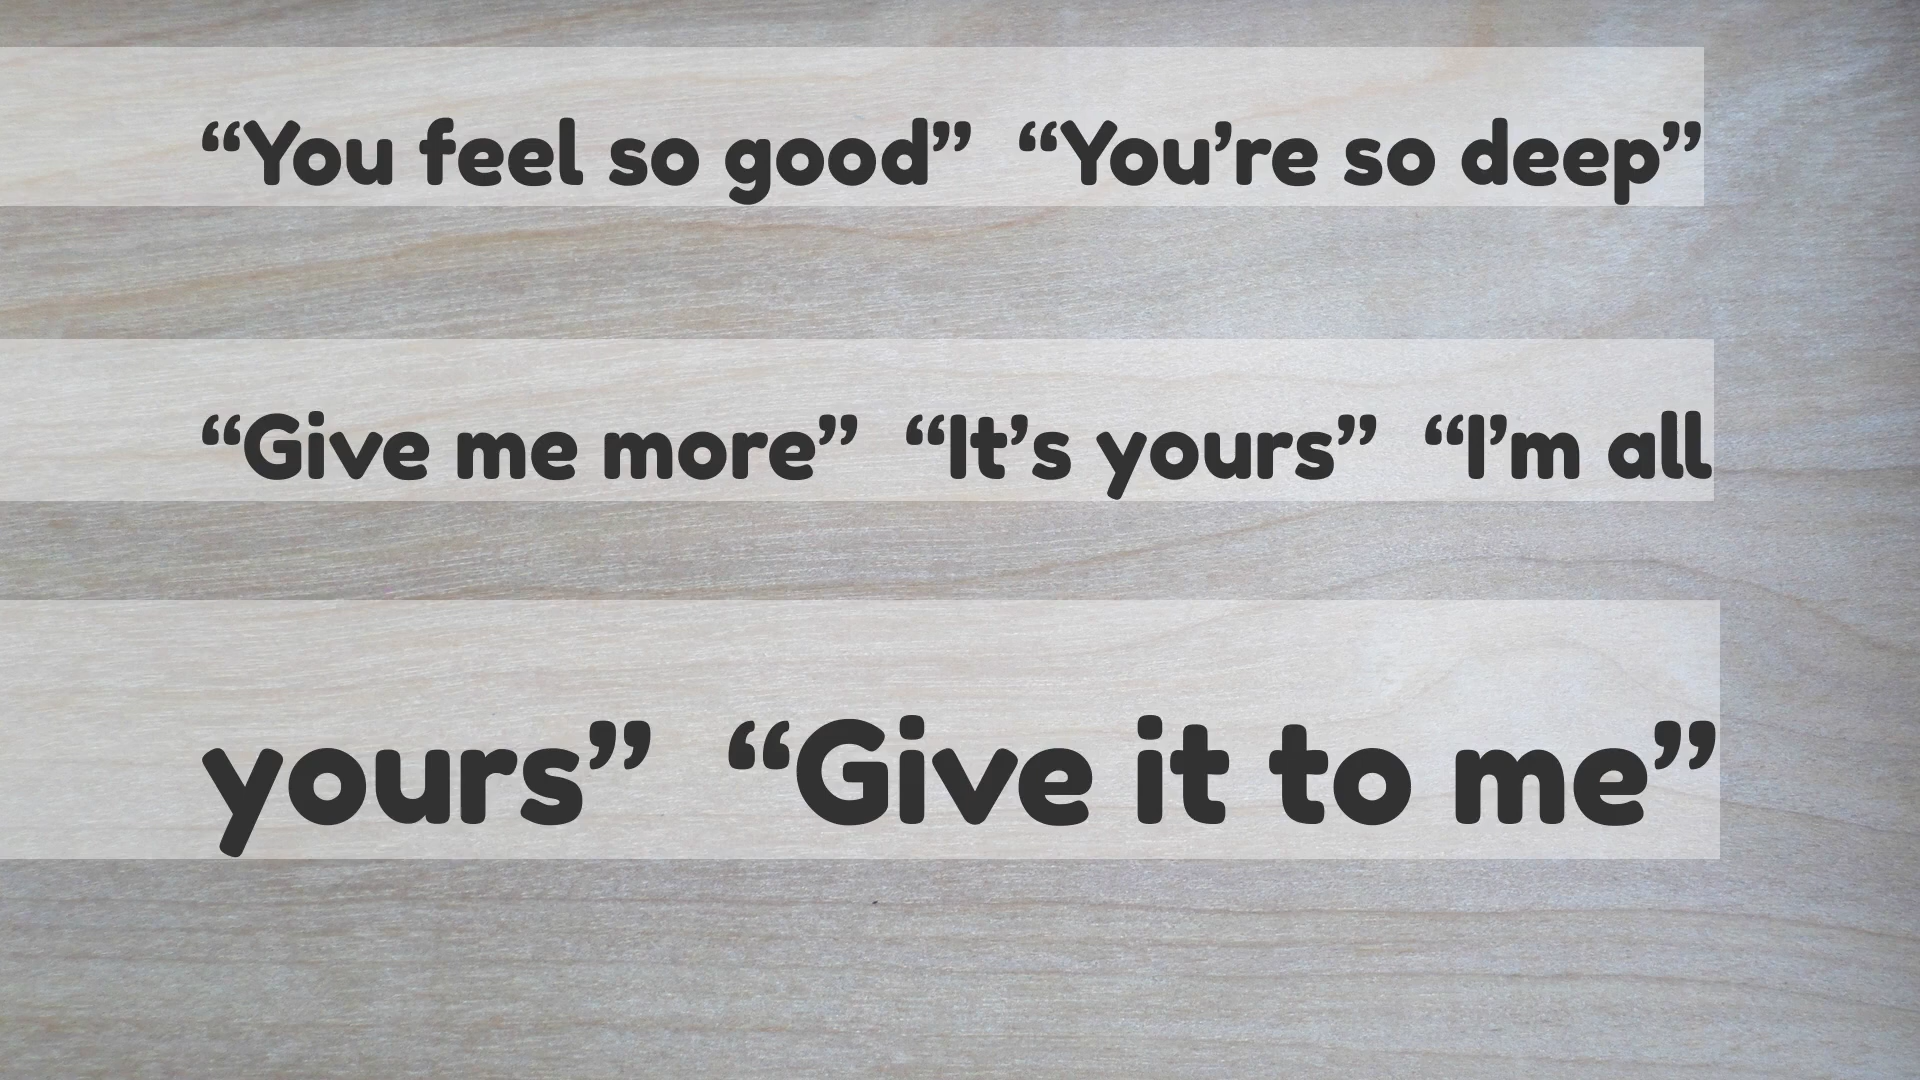 “You feel so good”  “You’re so deep”
“Give me more”  “It’s yours”  “I’m all
yours”  “Give it to me”